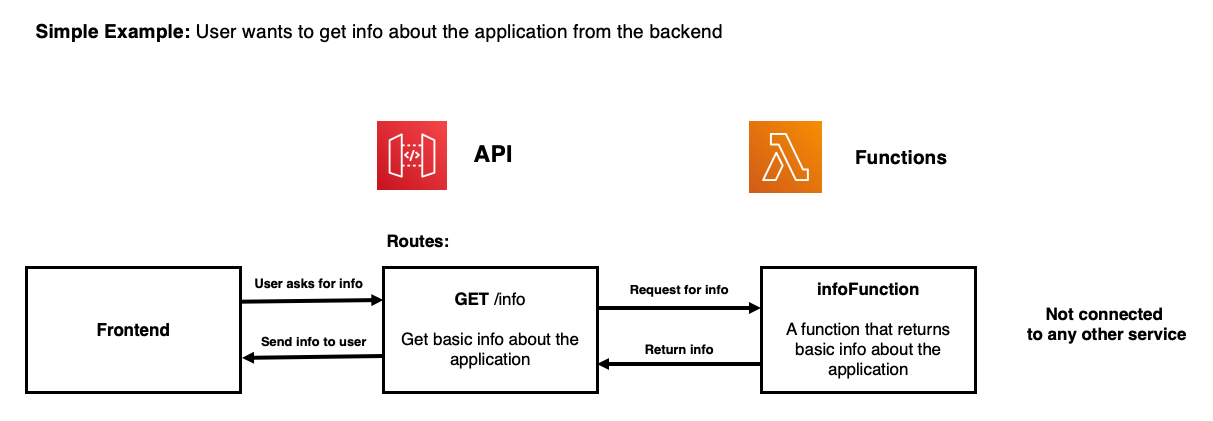 Simple Example: User wants to get info about the application from the backend
</>
API
Functions
Routes:
Frontend
User asks for info
Send info to user
GET /info
Get basic info about the
application
Request for info
Return info
infoFunction
A function that returns
basic info about the
application
Not connected
to any other service